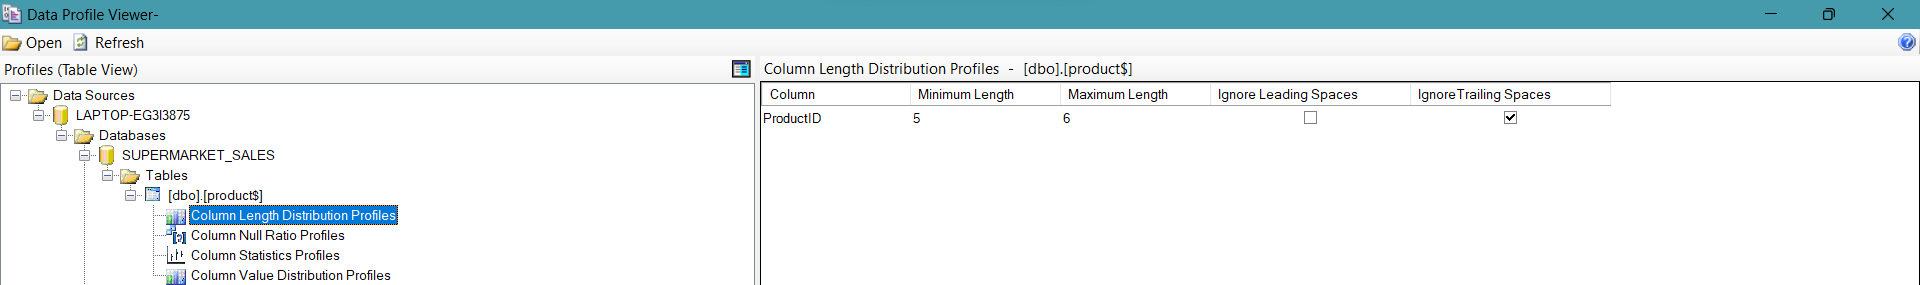 Data Profile Viewer-
Open Refresh
Profiles (Table View)
Data Sources
LAPTOP-EG3I3875
Databases
SUPERMARKET_SALES
Tables
[dbo].[product$]
Column Length Distribution Profiles
Column Null Ratio Profiles
Column Statistics Profiles
Column Value Distribution Profiles
Column Length Distribution Profiles - [dbo].[product$]
Column Minimum Length Maximum Length Ignore Leading Spaces IgnoreTrailing Spaces
ProductID 5 6